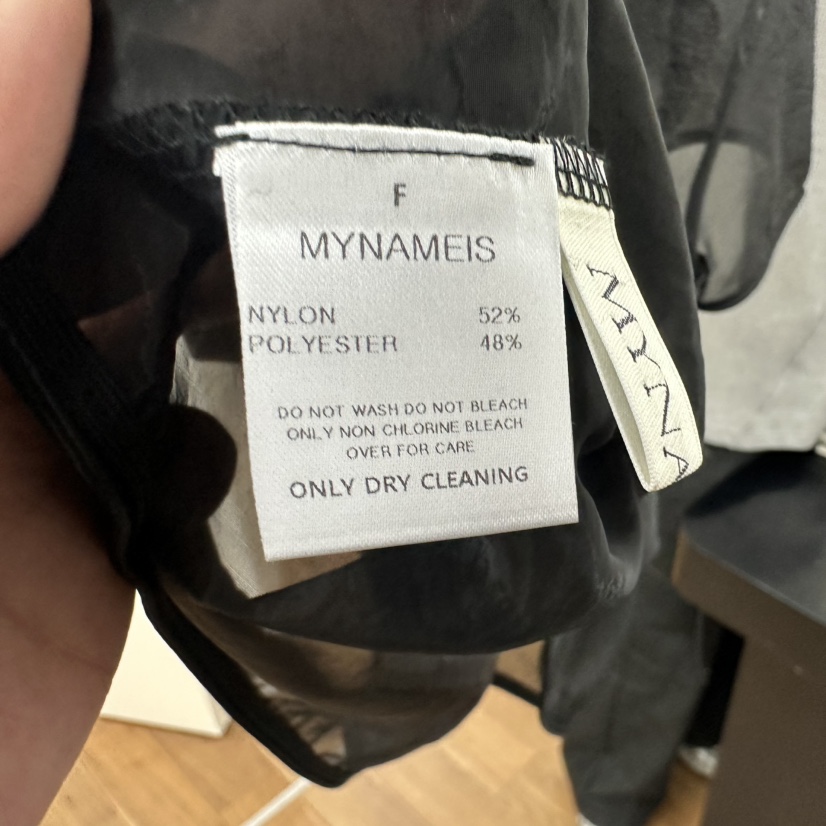 F
MYNAMEIS
NYLON 52%
POLYESTER 48%
DO NOT WASH DO NOT BLEACH
ONLY NON CHLORINE BLEACH
OVER FOR CARE
ONLY DRY CLEANING
MYNA